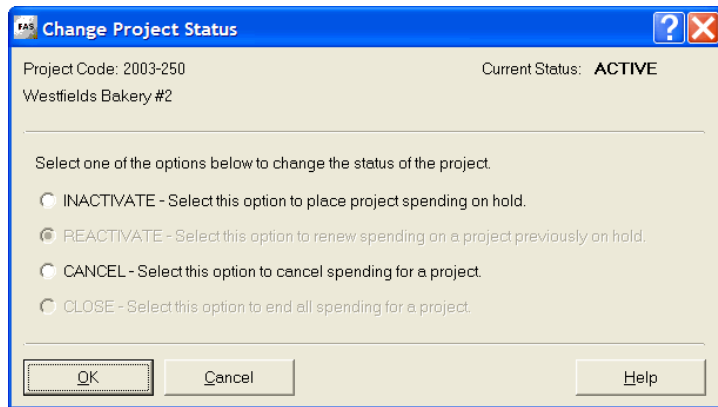 FAS Change Project Status
Project Code: 2003-250 Current Status: ACTIVE
Westfields Bakery #2
Select one of the options below to change the status of the project.
INACTIVATE - Select this option to place project spending on hold.
REACTIVATE - Select this option to renew spending on a project previously on hold.
CANCEL - Select this option to cancel spending for a project.
CLOSE - Select this option to end all spending for a project.
OK Cancel Help